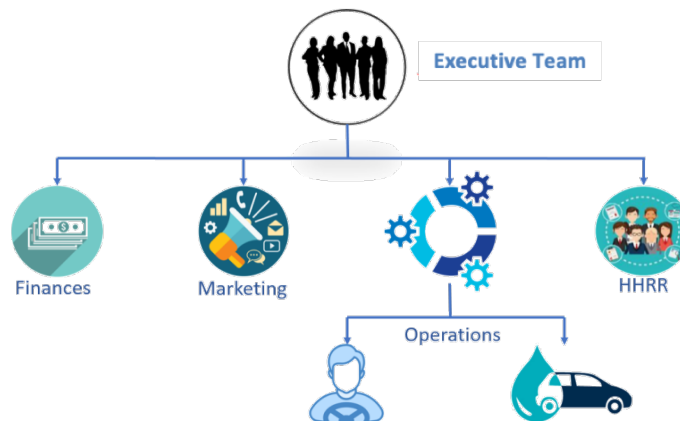 Executive Team
Finances
Marketing
HHRR
Operations